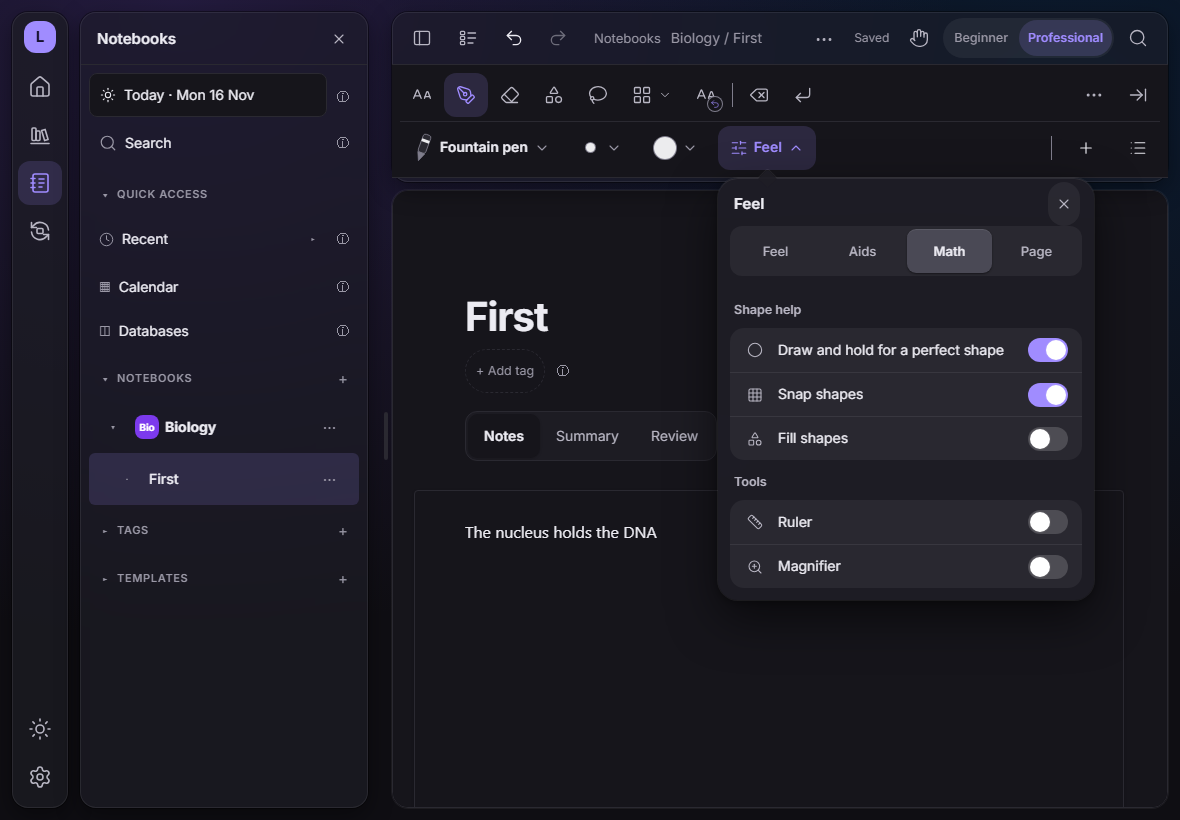 L
Notebooks
Today · Mon 16 Nov
Search
QUICK ACCESS
Recent
Calendar
Databases
NOTEBOOKS
Bio Biology
First
TAGS
TEMPLATES
Notebooks Biology / First
Saved
Beginner Professional
AA
AA
Fountain pen
Feel
First
+ Add tag
Notes Summary Review
The nucleus holds the DNA
Feel
Feel Aids Math Page
Shape help
Draw and hold for a perfect shape
Snap shapes
Fill shapes
Tools
Ruler
Magnifier